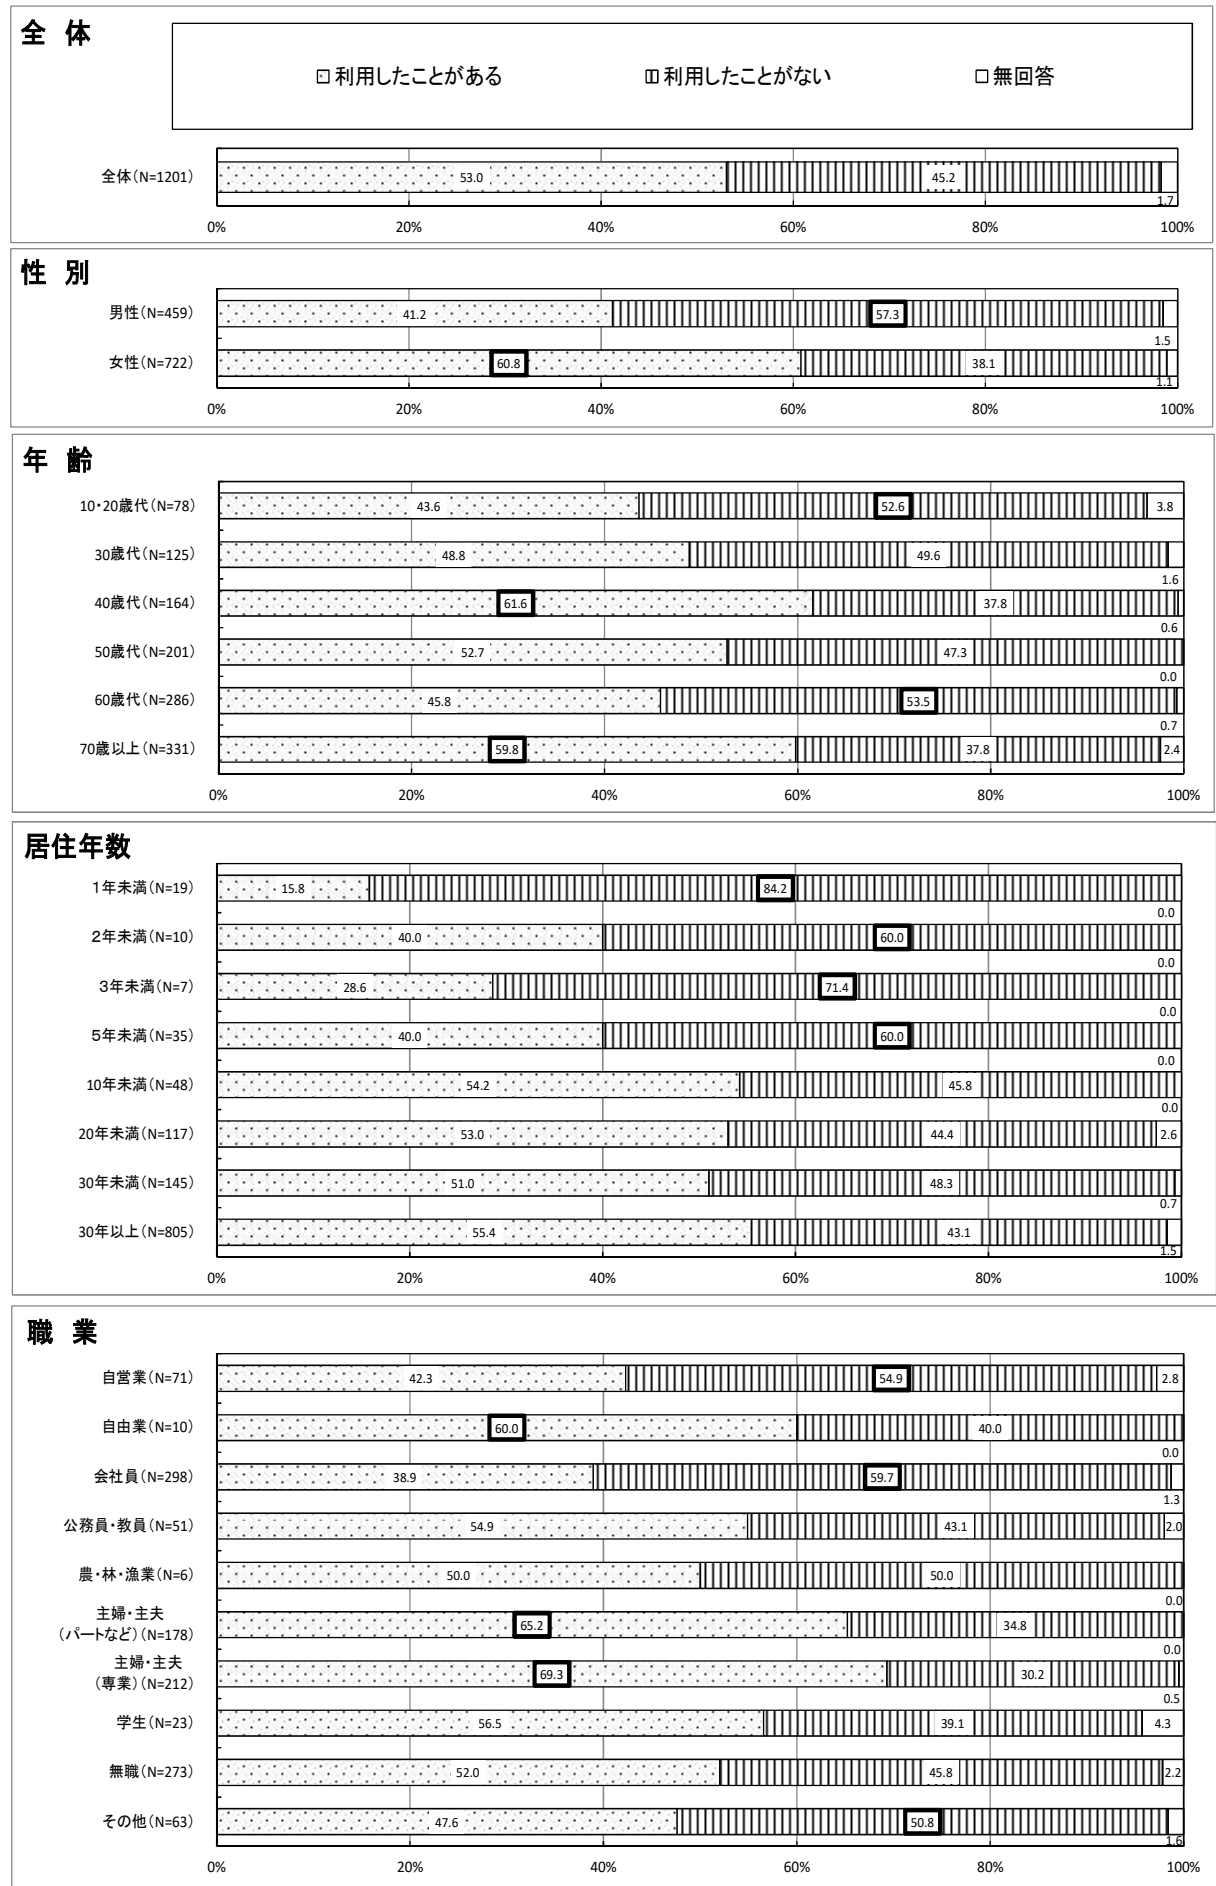 全 体
利用したことがある 利用したことがない 無回答
全体(N=1201) 53.0 45.2 1.7
0% 20% 40% 60% 80% 100%
性 別
男性(N=459) 41.2 57.3 1.5
女性(N=722) 60.8 38.1 1.1
0% 20% 40% 60% 80% 100%
年 齢
10・20歳代(N=78) 43.6 52.6 3.8
30歳代(N=125) 48.8 49.6 1.6
40歳代(N=164) 61.6 37.8 0.6
50歳代(N=201) 52.7 47.3 0.0
60歳代(N=286) 45.8 53.5 0.7
70歳以上(N=331) 59.8 37.8 2.4
0% 20% 40% 60% 80% 100%
居住年数
1年未満(N=19) 15.8 84.2 0.0
2年未満(N=10) 40.0 60.0 0.0
3年未満(N=7) 28.6 71.4 0.0
5年未満(N=35) 40.0 60.0 0.0
10年未満(N=48) 54.2 45.8 0.0
20年未満(N=117) 53.0 44.4 2.6
30年未満(N=145) 51.0 48.3 0.7
30年以上(N=805) 55.4 43.1 1.5
0% 20% 40% 60% 80% 100%
職 業
自営業(N=71) 42.3 54.9 2.8
自由業(N=10) 60.0 40.0 0.0
会社員(N=298) 38.9 59.7 1.3
公務員・教員(N=51) 54.9 43.1 2.0
農・林・漁業(N=6) 50.0 50.0 0.0
主婦・主夫
(パートなど)(N=178) 65.2 34.8 0.0
主婦・主夫
(専業)(N=212) 69.3 30.2 0.5
学生(N=23) 56.5 39.1 4.3
無職(N=273) 52.0 45.8 2.2
その他(N=63) 47.6 50.8 1.6
0% 20% 40% 60% 80% 100%